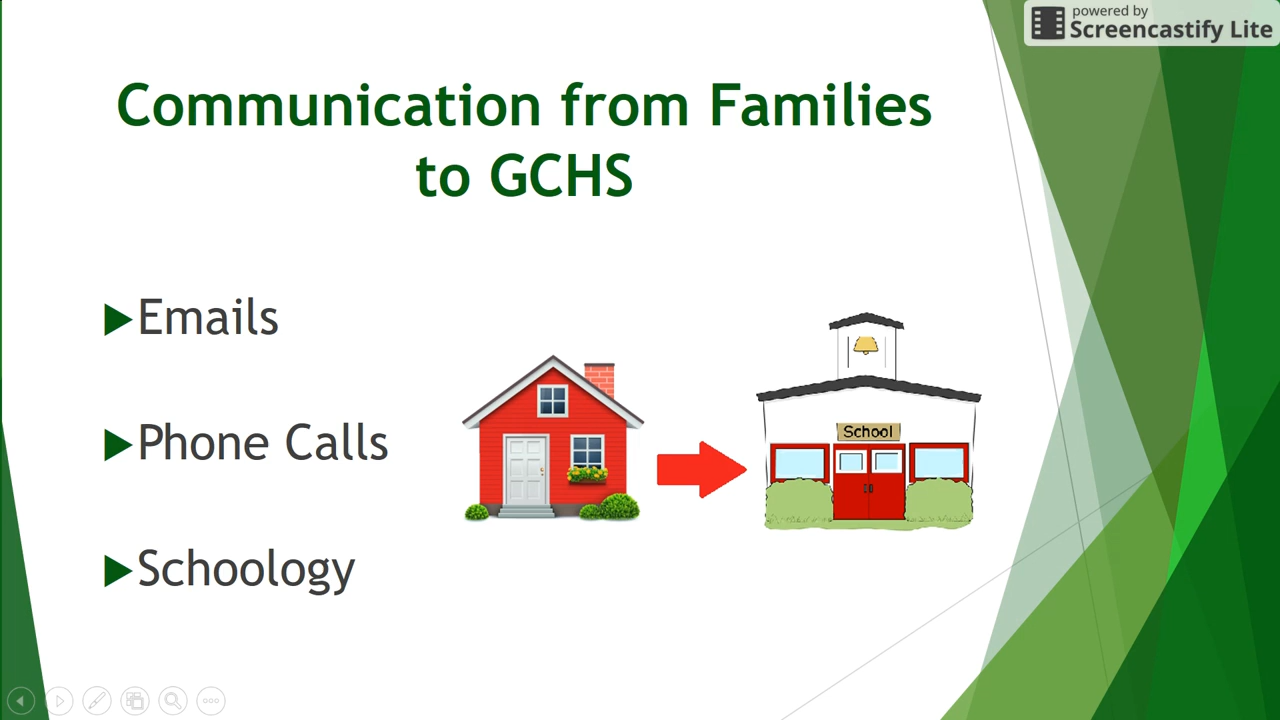 powered by
Screencastify Lite
Communication from Families
to GCHS
Emails
Phone Calls
Schoology
School